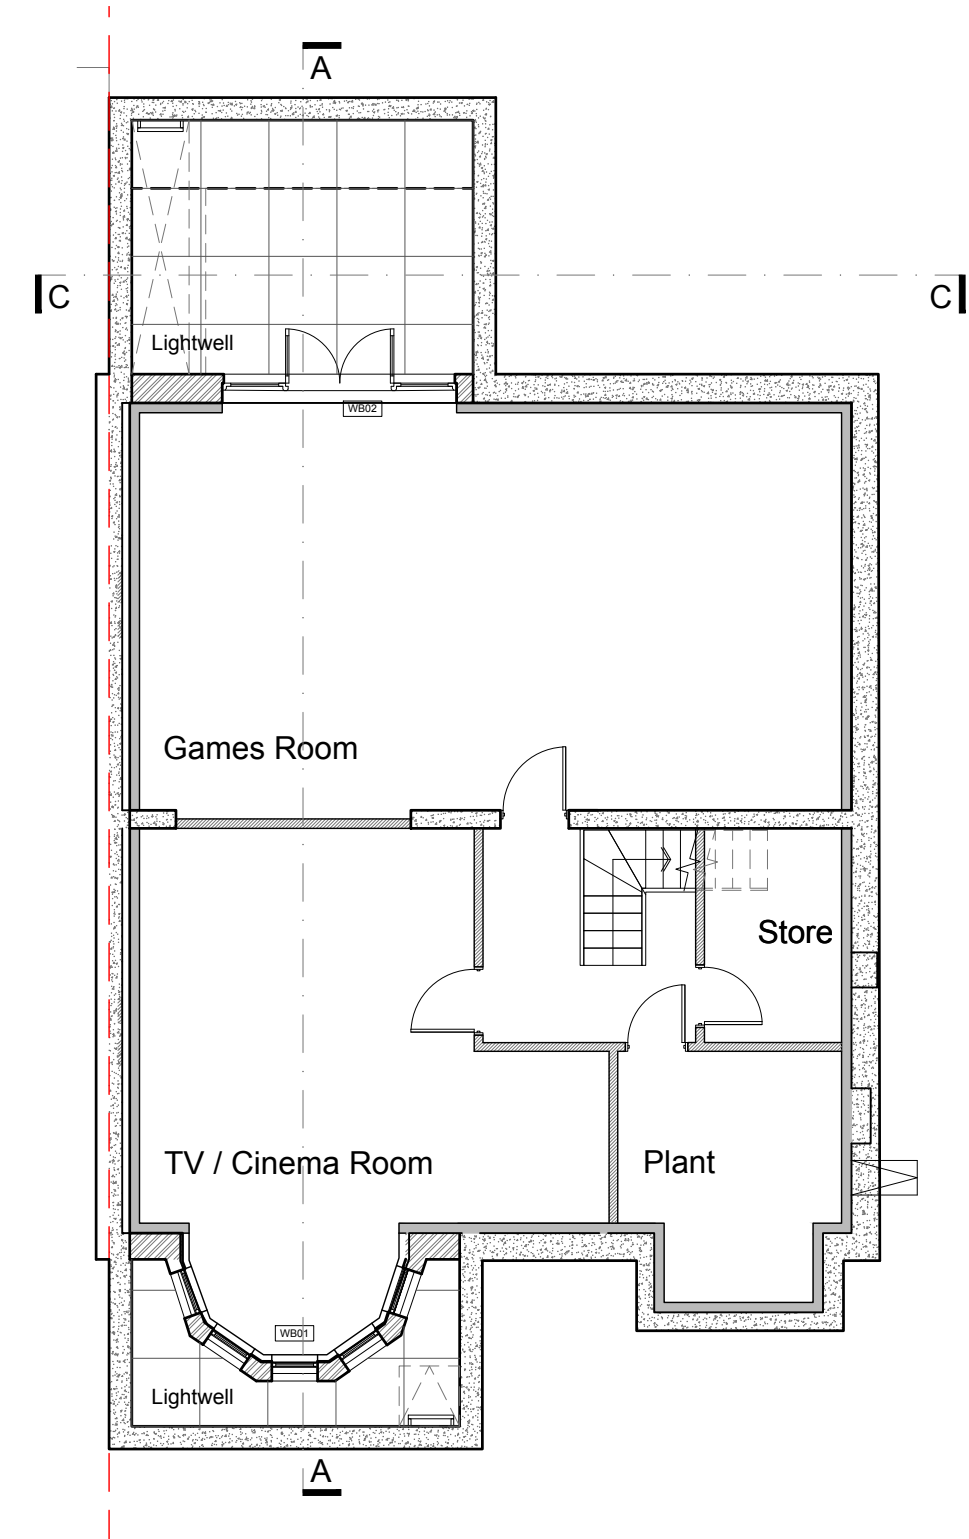 A
C
C
Lightwell
WB02
Games Room
Store
TV / Cinema Room
Plant
WB01
Lightwell
A